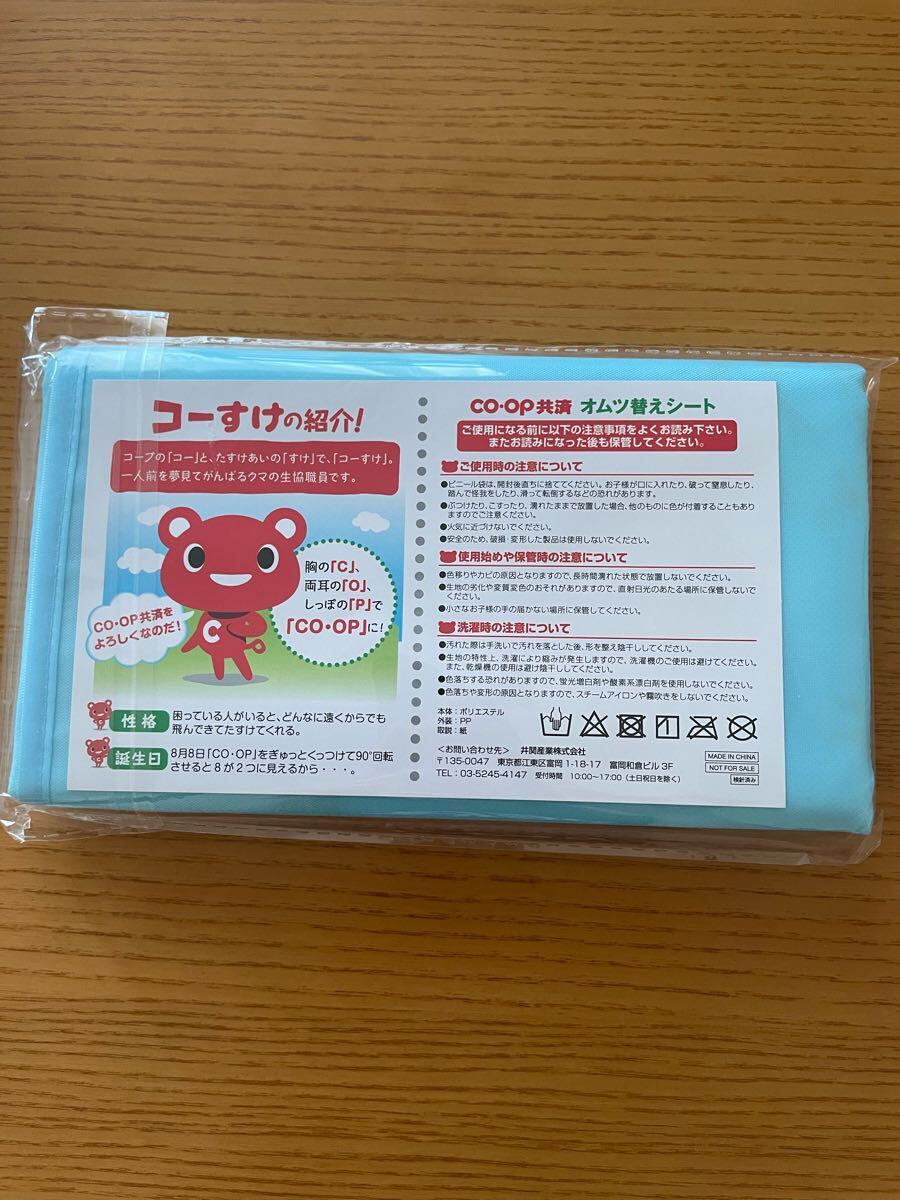 コーすけの紹介!
コープの「コー」と、たすけあいの「すけ」で、「コーすけ」。
一人前を夢見てがんばるクマの生協職員です。
胸の「C」、
両耳の「O」、
しっぽの「P」で
「CO・OP」に!
CO・OP共済を
よろしくなのだ!
C
性格
困っている人がいると、どんなに遠くからでも
飛んできてたすけてくれる。
誕生日
8月8日「CO・OP」をぎゅっとくっつけて90°回転
させると8が2つに見えるから・・・。
CO・OP共済 オムツ替えシート
ご使用になる前に以下の注意事項をよくお読み下さい。
またお読みになった後も保管してください。
ご使用時の注意について
●ビニール袋は、開封後直ちに捨ててください。お子様が口に入れたり、破って窒息したり、
踏んで怪我をしたり、滑って転倒するなどの恐れがあります。
●ぶつけたり、こすったり、濡れたままで放置した場合、他のものに色が付着することもあり
ますのでご注意ください。
●火気に近づけないでください。
●安全のため、破損・変形した製品は使用しないでください。
使用始めや保管時の注意について
●色移りやカビの原因となりますので、長時間濡れた状態で放置しないでください。
●生地の劣化や変質変色のおそれがありますので、直射日光のあたる場所に保管しないで
ください。
●小さなお子様の手の届かない場所に保管してください。
洗濯時の注意について
●汚れた際は手洗いで汚れを落とした後、形を整え陰干ししてください。
●生地の特性上、洗濯により縮みが発生しますので、洗濯機のご使用は避けてください。
また、乾燥機の使用は避け陰干ししてください。
●色落ちする恐れがありますので、蛍光増白剤や酸素系漂白剤を使用しないでください。
●色落ちや変形の原因となりますので、スチームアイロンや霧吹きをしないでください。
本体:ポリエステル
外装:PP
取説:紙
<お問い合わせ先> 井関産業株式会社
〒135-0047 東京都江東区富岡1-18-17 富岡和倉ビル3F
TEL:03-5245-4147 受付時間 10:00~17:00(土日祝日を除く)
MADE IN CHINA
NOT FOR SALE
検針済み